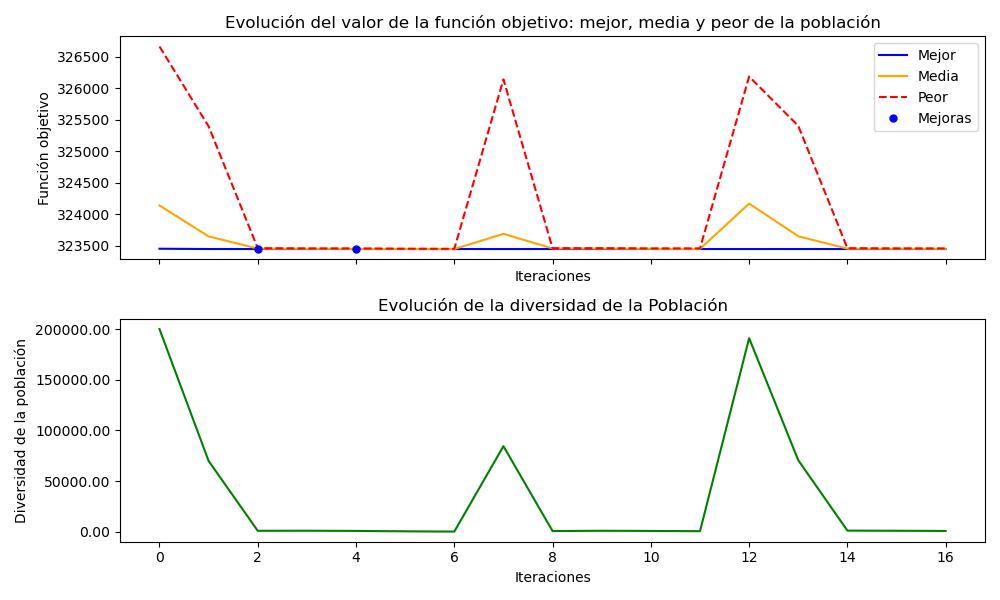 Evolución del valor de la función objetivo: mejor, media y peor de la población
Función objetivo
326500
326000
325500
325000
324500
324000
323500
Mejor
Media
Peor
Mejoras
Iteraciones
Evolución de la diversidad de la Población
Diversidad de la población
200000.00
150000.00
100000.00
50000.00
0.00
0 2 4 6 8 10 12 14 16
Iteraciones